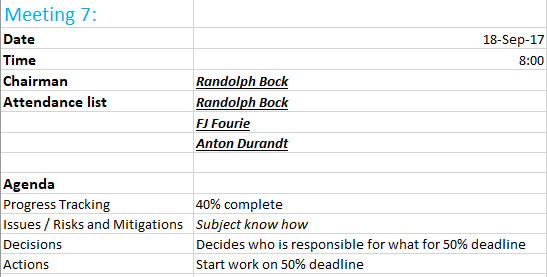 Meeting 7:
Date 18-Sep-17
Time 8:00
Chairman Randolph Bock
Attendance list Randolph Bock
FJ Fourie
Anton Durandt
Agenda
Progress Tracking 40% complete
Issues / Risks and Mitigations Subject know how
Decisions Decides who is responsible for what for 50% deadline
Actions Start work on 50% deadline